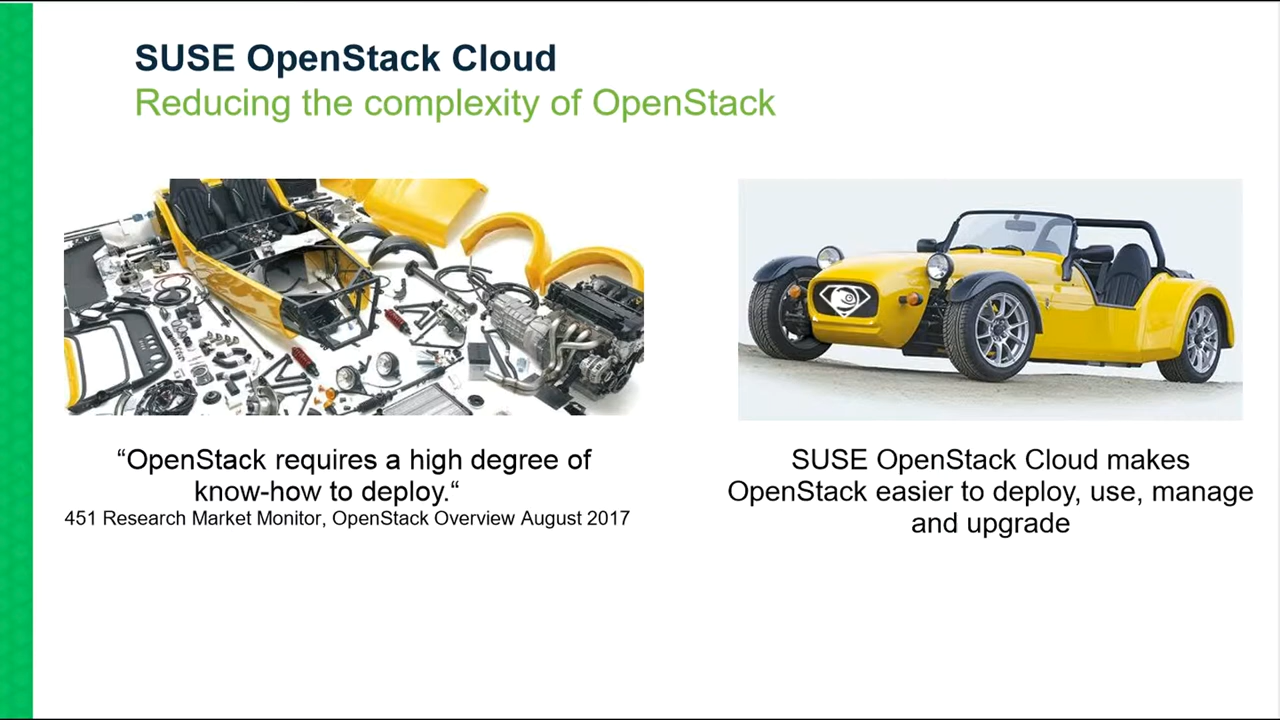 SUSE OpenStack Cloud
Reducing the complexity of OpenStack
“OpenStack requires a high degree of
know-how to deploy.“
451 Research Market Monitor, OpenStack Overview August 2017
SUSE OpenStack Cloud makes
OpenStack easier to deploy, use, manage
and upgrade